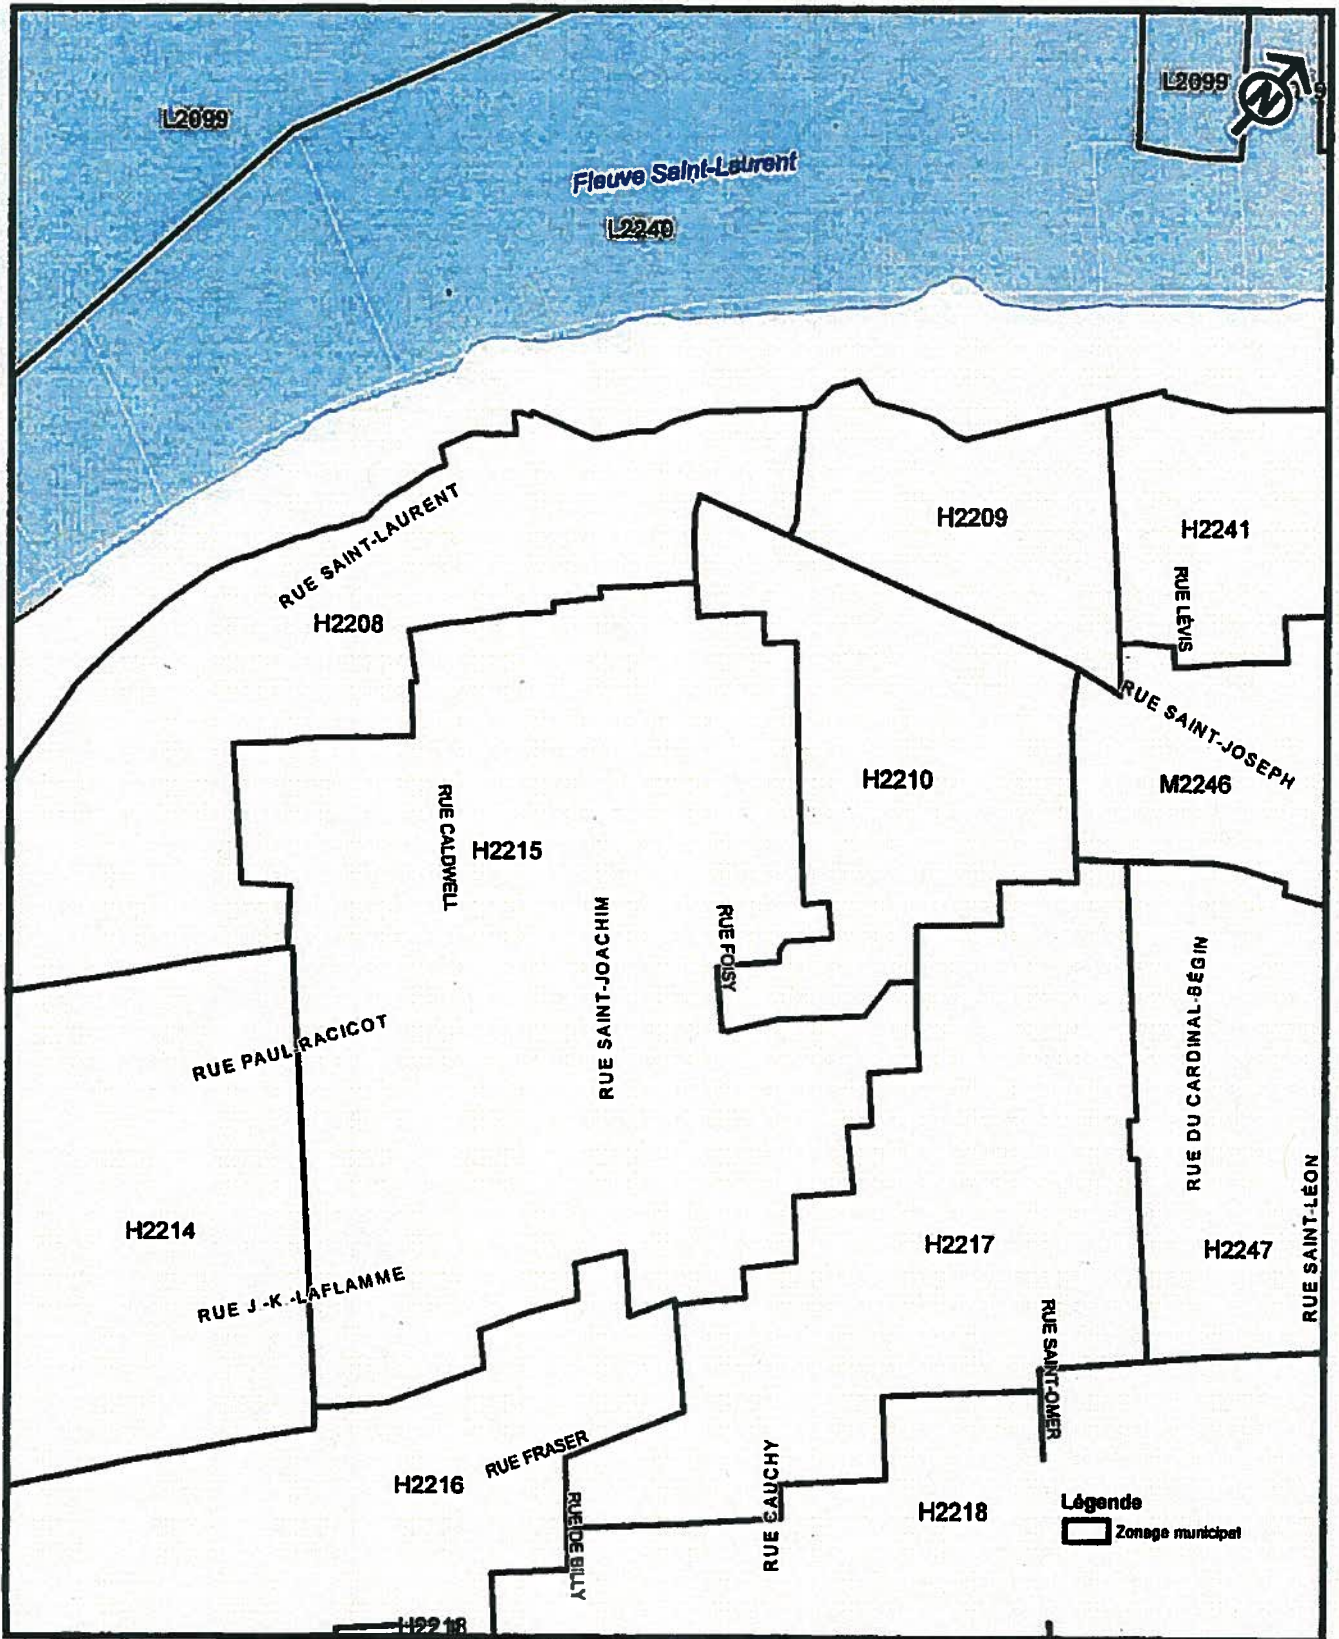 L2099
L2099
N
Fleuve Saint-Laurent
L2240
RUE SAINT-LAURENT
H2209
H2241
RUE LÉVIS
H2208
RUE SAINT-JOSEPH
H2210
M2246
RUE CALDWELL
H2215
RUE SAINT-JOACHIM
RUE FOISY
RUE DU CARDINAL-BÉGIN
RUE PAUL-RACICOT
H2214
H2217
H2247
RUE SAINT-LÉON
RUE J.-K.-LAFLAMME
RUE SAINT-OMER
RUE FRASER
H2216
RUE DE BILLY
RUE CAUCHY
H2218
Légende
Zonage municipal
H2218